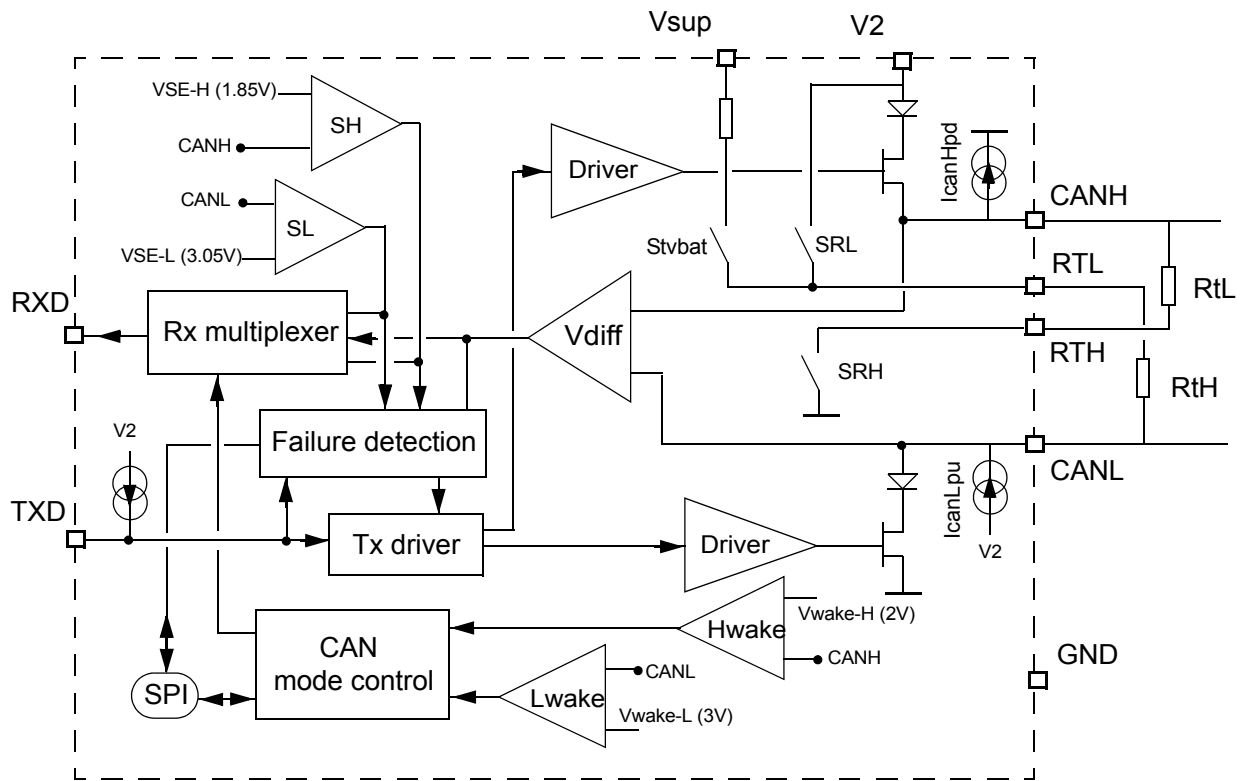 Vsup
V2
VSE-H (1.85V)
SH
CANH
CANL
SL
VSE-L (3.05V)
Driver
IcanHpd
CANH
Stvbat
SRL
RTL
RtL
RXD
Rx multiplexer
Vdiff
RTH
SRH
RtH
V2
Failure detection
CANL
TXD
Tx driver
Driver
IcanLpu
V2
Vwake-H (2V)
Hwake
CANH
CAN
mode control
CANL
Lwake
Vwake-L (3V)
SPI
GND